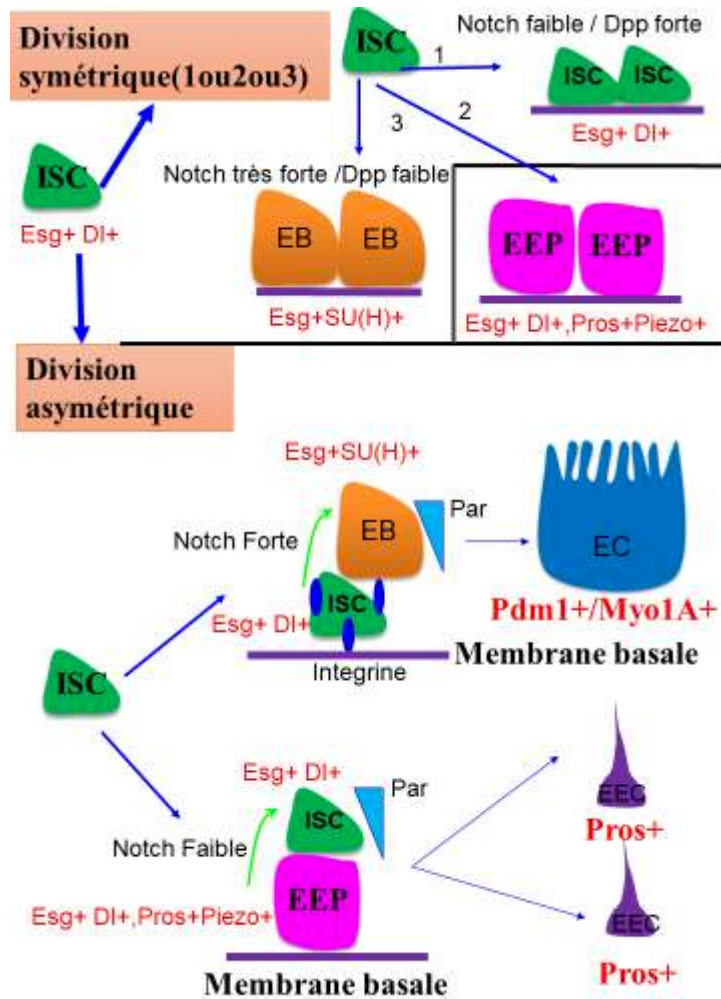 Division
symétrique(1ou2ou3)
ISC
1
Notch faible / Dpp forte
ISC ISC
Esg+ Dl+
2
3
ISC
Esg+ Dl+
Notch très forte /Dpp faible
EB EB
Esg+SU(H)+
EEP EEP
Esg+ Dl+,Pros+Piezo+
Division
asymétrique
Esg+SU(H)+
Notch Forte
EB
Par
EC
ISC
Esg+ Dl+
Pdm1+/Myo1A+
Integrine
Membrane basale
ISC
Esg+ Dl+
Par
ISC
Notch Faible
EEC
Pros+
EEP
Esg+ Dl+,Pros+Piezo+
EEC
Pros+
Membrane basale